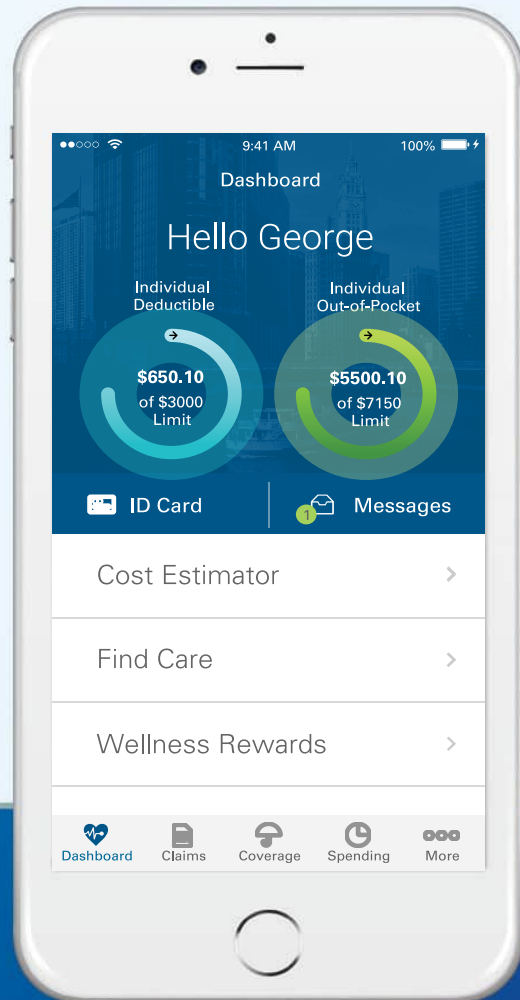 9:41 AM
100%
Dashboard
Hello George
Individual
Deductible
$650.10
of $3000
Limit
Individual
Out-of-Pocket
$5500.10
of $7150
Limit
ID Card
1
Messages
Cost Estimator
Find Care
Wellness Rewards
Dashboard
Claims
Coverage
Spending
More